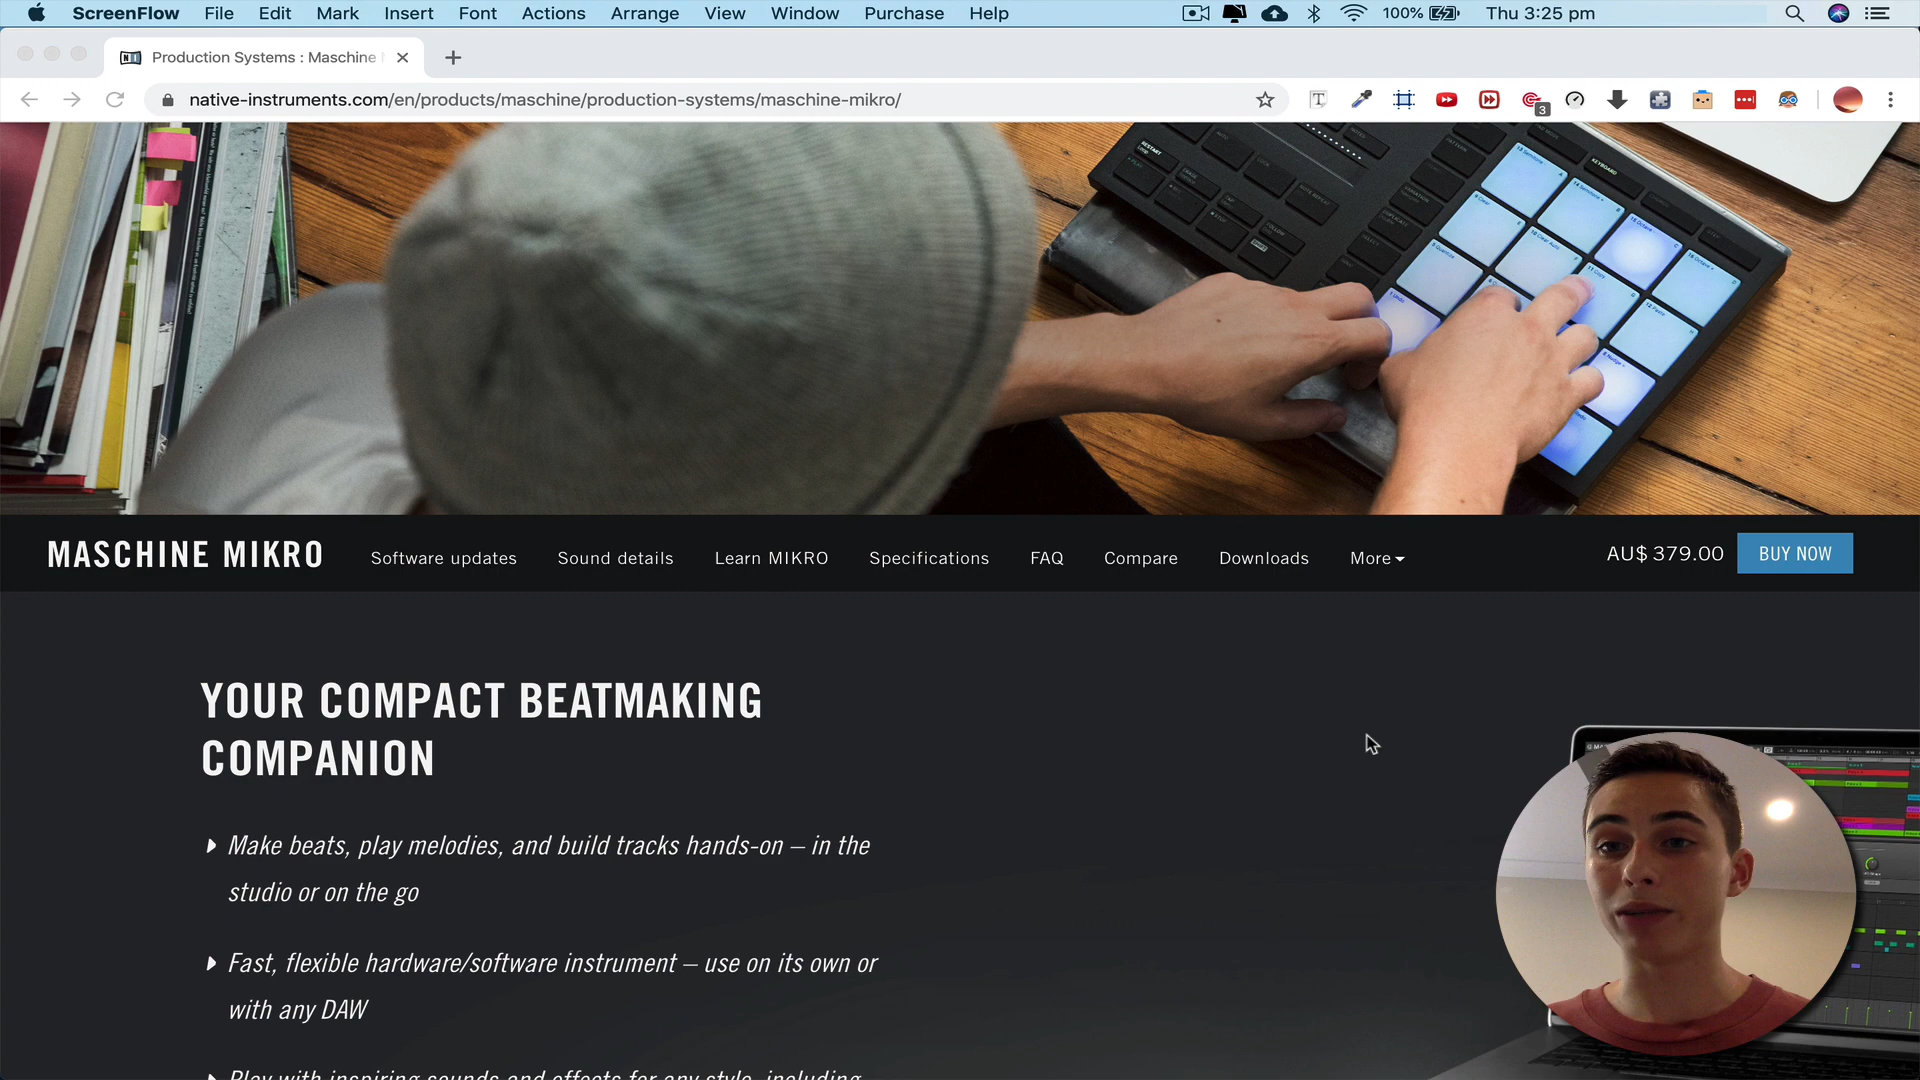 ScreenFlow File Edit Mark Insert Font Actions Arrange View Window Purchase Help 100% Thu 3:25 pm
Production Systems : Maschine
native-instruments.com/en/products/maschine/production-systems/maschine-mikro/
3
RESTART
KEYBOARD
MASCHINE MIKRO Software updates Sound details Learn MIKRO Specifications FAQ Compare Downloads More AU$ 379.00 BUY NOW
YOUR COMPACT BEATMAKING
COMPANION
Make beats, play melodies, and build tracks hands-on – in the
studio or on the go
Fast, flexible hardware/software instrument – use on its own or
with any DAW
Play with inspiring sounds and effects for any style, including